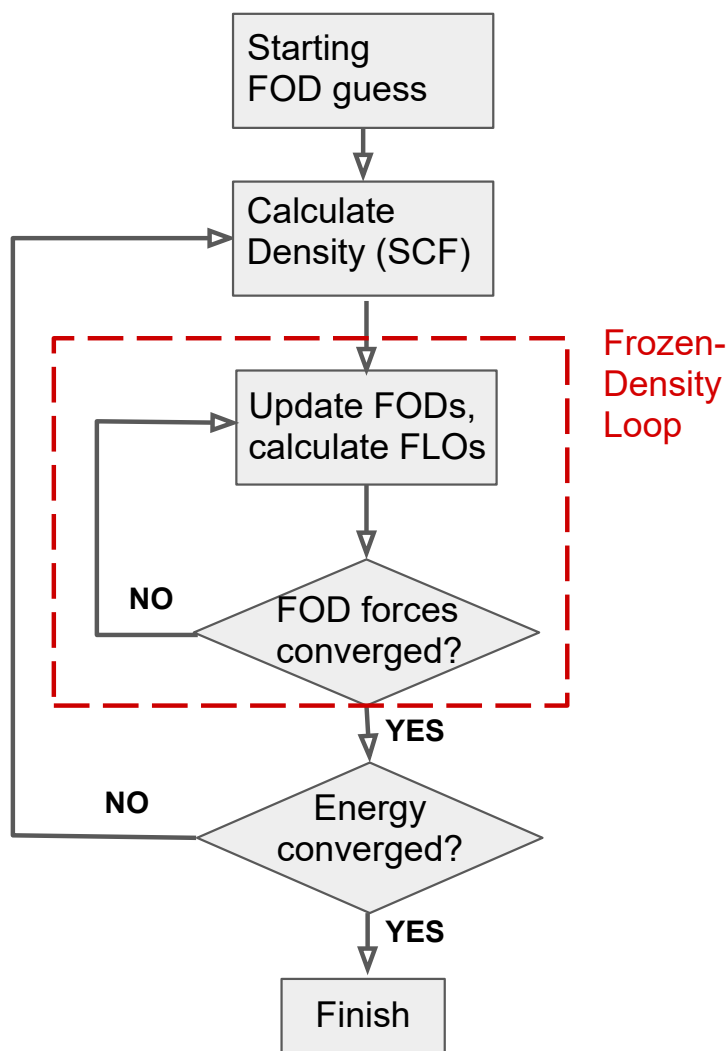 Starting
FOD guess
Calculate
Density (SCF)
Frozen-
Density
Loop
Update FODs,
calculate FLOs
NO
FOD forces
converged?
YES
NO
Energy
converged?
YES
Finish